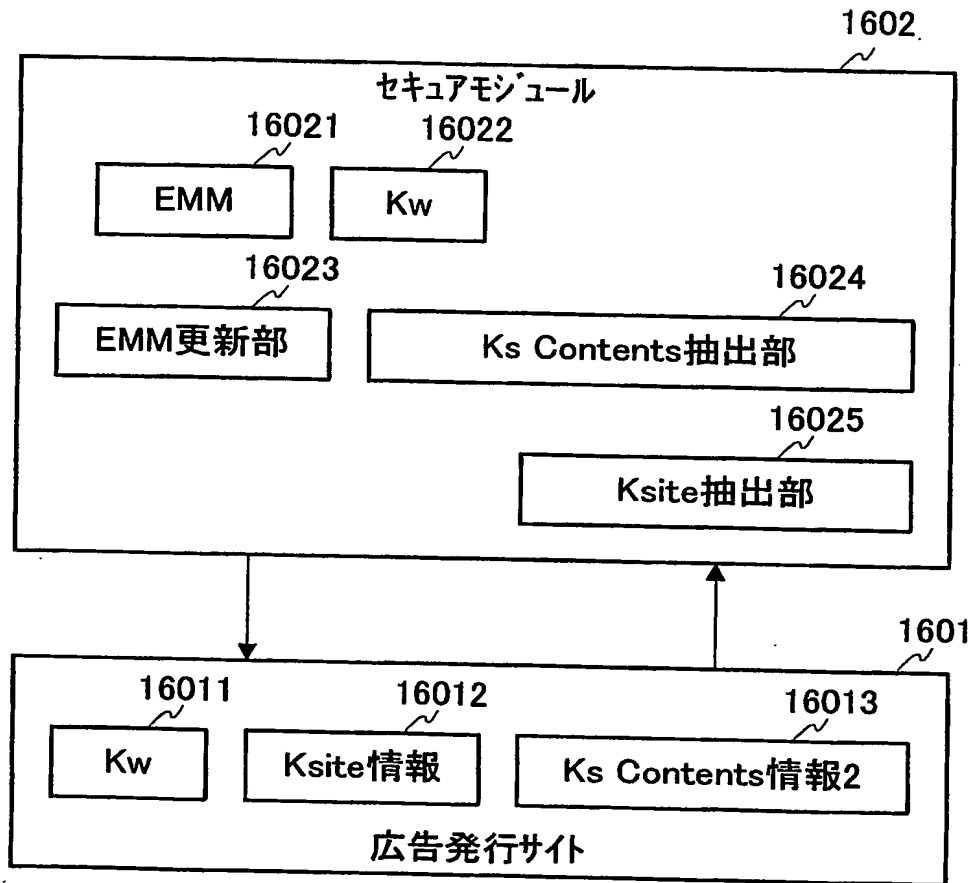 1602
セキュアモジュール
16021
16022
EMM
Kw
16023
16024
EMM更新部
Ks Contents抽出部
16025
Ksite抽出部
1601
16011
16012
16013
Kw
Ksite情報
Ks Contents情報2
広告発行サイト